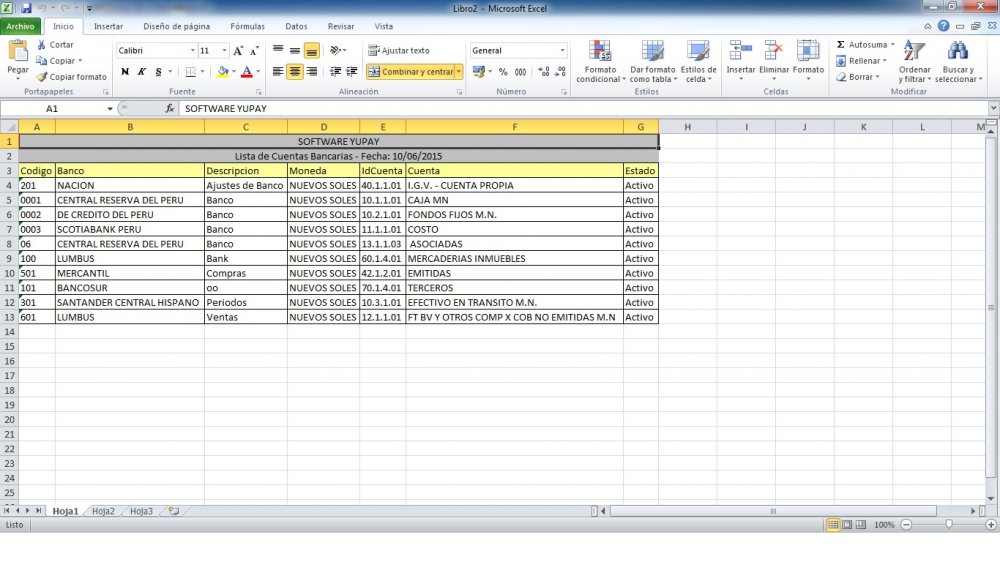 Libro2 - Microsoft Excel
Archivo Inicio Insertar Diseño de página Fórmulas Datos Revisar Vista
Pegar
Cortar
Copiar
Copiar formato
Portapapeles
Calibri 11
N K S
Fuente
Ajustar texto
Combinar y centrar
Alineación
General
% 000
Número
Formato condicional
Dar formato como tabla
Estilos de celda
Estilos
Insertar Eliminar Formato
Celdas
Autosuma
Rellenar
Borrar
Ordenar y filtrar
Buscar y seleccionar
Modificar
A1 fx SOFTWARE YUPAY
A B C D E F G H I J K L M
1 SOFTWARE YUPAY
2 Lista de Cuentas Bancarias - Fecha: 10/06/2015
3 Codigo Banco Descripcion Moneda IdCuenta Cuenta Estado
4 201 NACION Ajustes de Banco NUEVOS SOLES 40.1.1.01 I.G.V. - CUENTA PROPIA Activo
5 0001 CENTRAL RESERVA DEL PERU Banco NUEVOS SOLES 10.1.1.01 CAJA MN Activo
6 0002 DE CREDITO DEL PERU Banco NUEVOS SOLES 10.2.1.01 FONDOS FIJOS M.N. Activo
7 0003 SCOTIABANK PERU Banco NUEVOS SOLES 11.1.1.01 COSTO Activo
8 06 CENTRAL RESERVA DEL PERU Banco NUEVOS SOLES 13.1.1.03 ASOCIADAS Activo
9 100 LUMBUS Bank NUEVOS SOLES 60.1.4.01 MERCADERIAS INMUEBLES Activo
10 501 MERCANTIL Compras NUEVOS SOLES 42.1.2.01 EMITIDAS Activo
11 101 BANCOSUR oo NUEVOS SOLES 70.1.4.01 TERCEROS Activo
12 301 SANTANDER CENTRAL HISPANO Periodos NUEVOS SOLES 10.3.1.01 EFECTIVO EN TRANSITO M.N. Activo
13 601 LUMBUS Ventas NUEVOS SOLES 12.1.1.01 FT BV Y OTROS COMP X COB NO EMITIDAS M.N Activo
14
15
16
17
18
19
20
21
22
23
24
25
Hoja1 Hoja2 Hoja3
Listo 100%